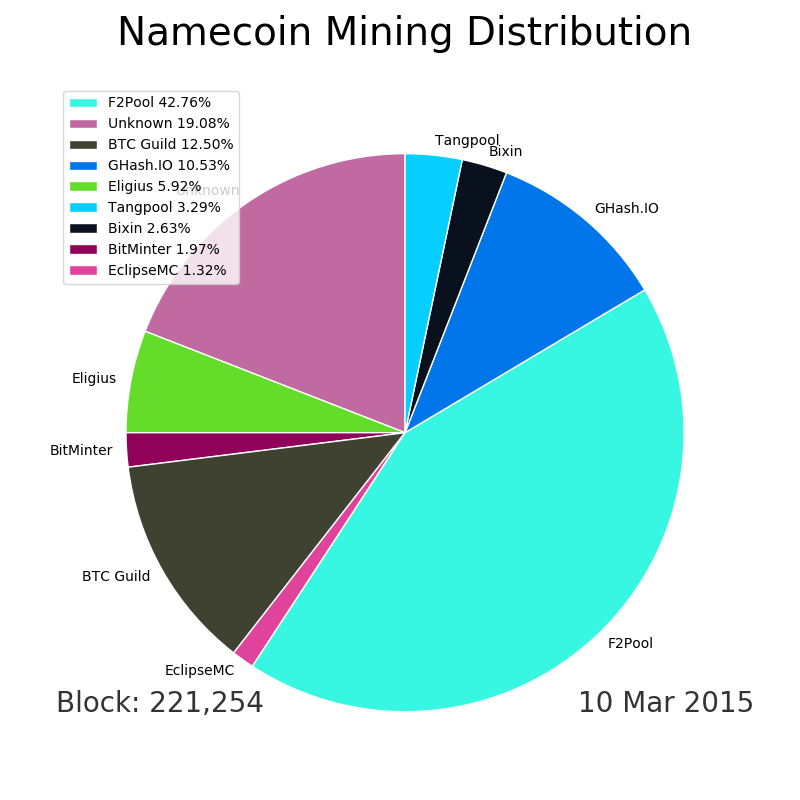 Namecoin Mining Distribution
F2Pool 42.76%
Unknown 19.08%
BTC Guild 12.50%
GHash.IO 10.53%
Eligius 5.92%
Tangpool 3.29%
Bixin 2.63%
BitMinter 1.97%
EclipseMC 1.32%
Tangpool
Bixin
Unknown
GHash.IO
Eligius
BitMinter
BTC Guild
F2Pool
EclipseMC
Block: 221,254
10 Mar 2015